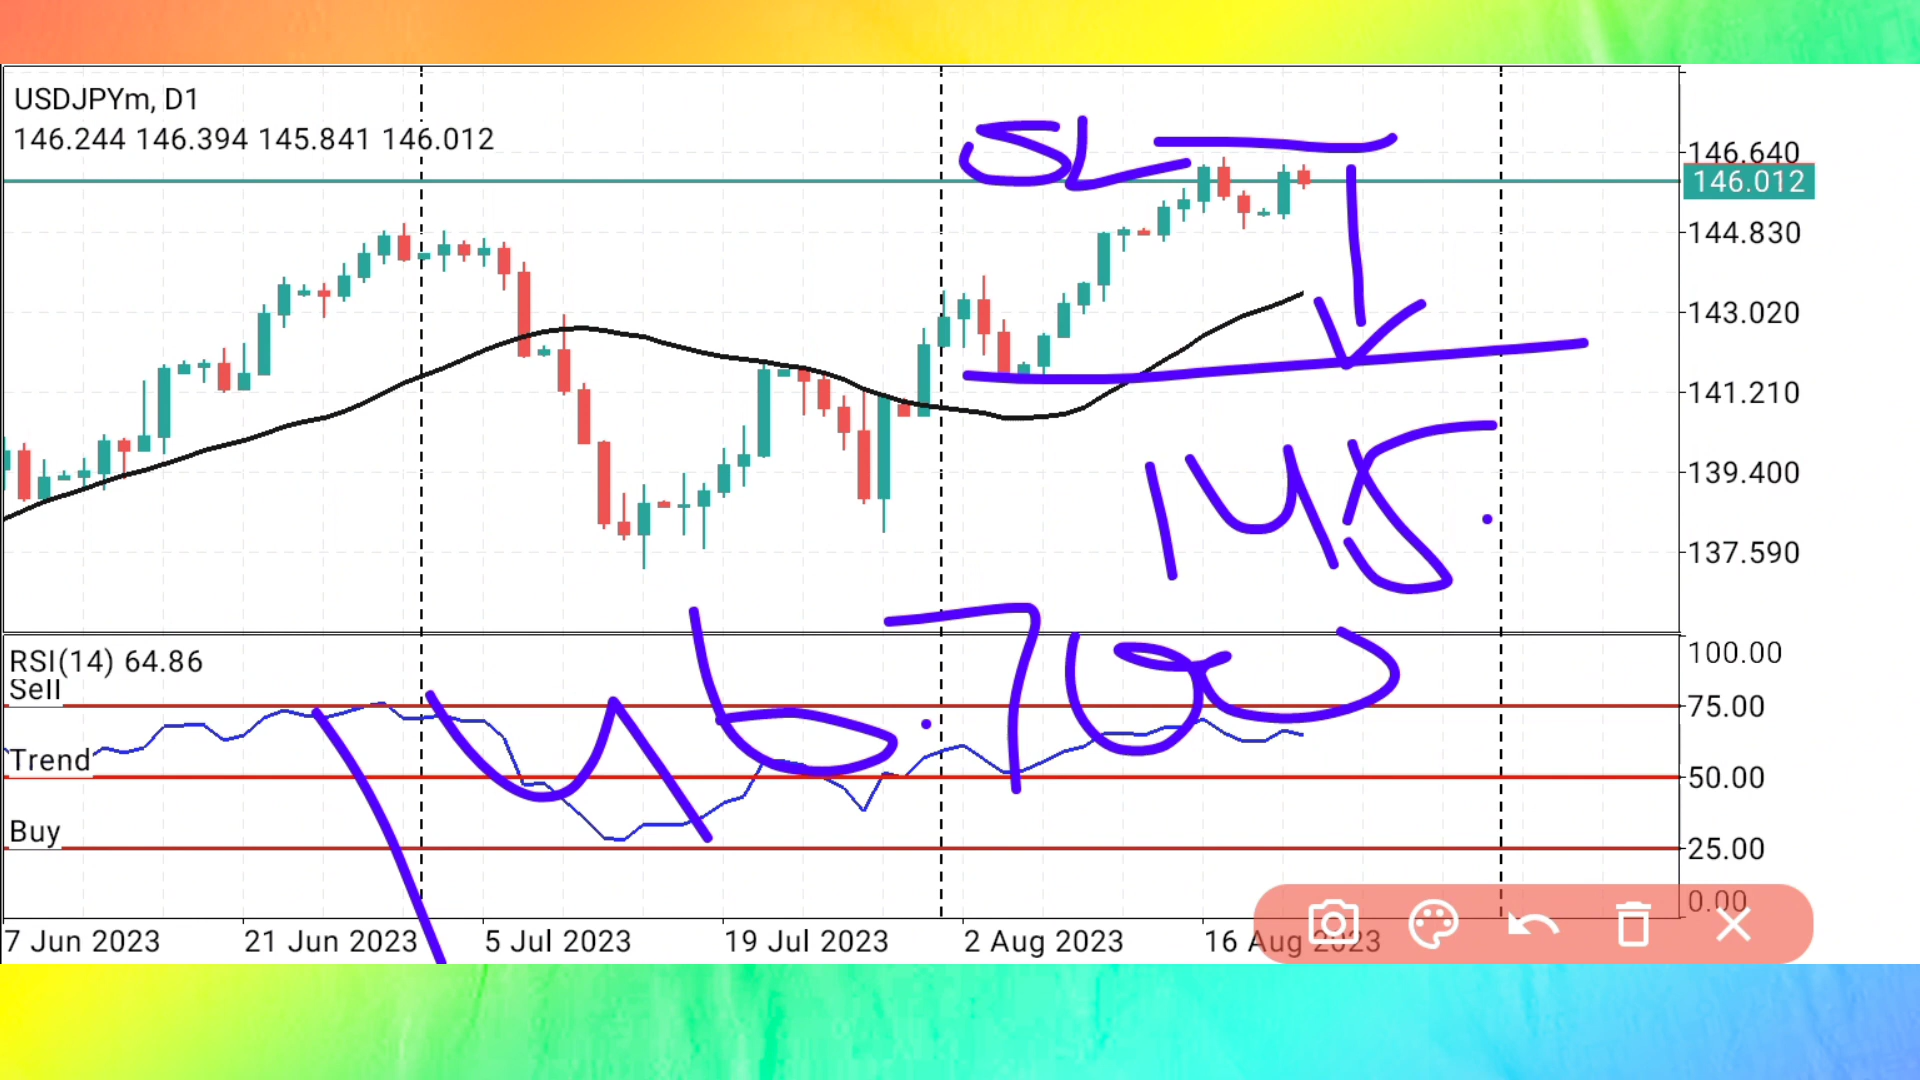 USDJPYm, D1
146.244 146.394 145.841 146.012
SL
146.640
146.012
144.830
143.020
141.210
139.400
137.590
148.
146.700
RSI(14) 64.86
Sell
Trend
Buy
100.00
75.00
50.00
25.00
0.00
7 Jun 2023 21 Jun 2023 5 Jul 2023 19 Jul 2023 2 Aug 2023 16 Aug 2023